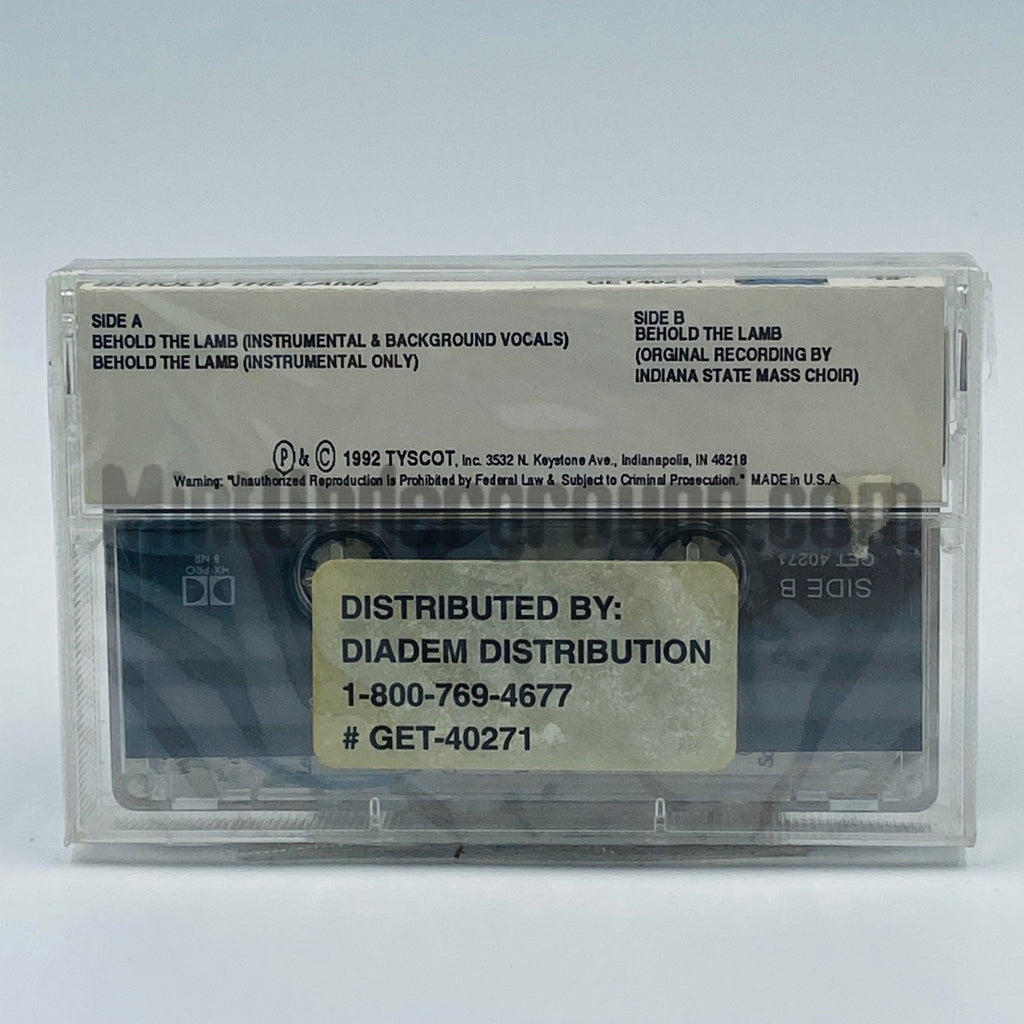 BEHOLD THE LAMB GET40271
SIDE A
BEHOLD THE LAMB (INSTRUMENTAL & BACKGROUND VOCALS)
BEHOLD THE LAMB (INSTRUMENTAL ONLY)
SIDE B
BEHOLD THE LAMB
(ORGINAL RECORDING BY
INDIANA STATE MASS CHOIR)
Ⓟ & © 1992 TYSCOT, Inc. 3532 N. Keystone Ave., Indianapolis, IN 46218
Warning: "Unauthorized Reproduction Is Prohibited by Federal Law & Subject to Criminal Prosecution." MADE in U.S.A.
GET 40271
SIDE B
DISTRIBUTED BY:
DIADEM DISTRIBUTION
1-800-769-4677
# GET-40271